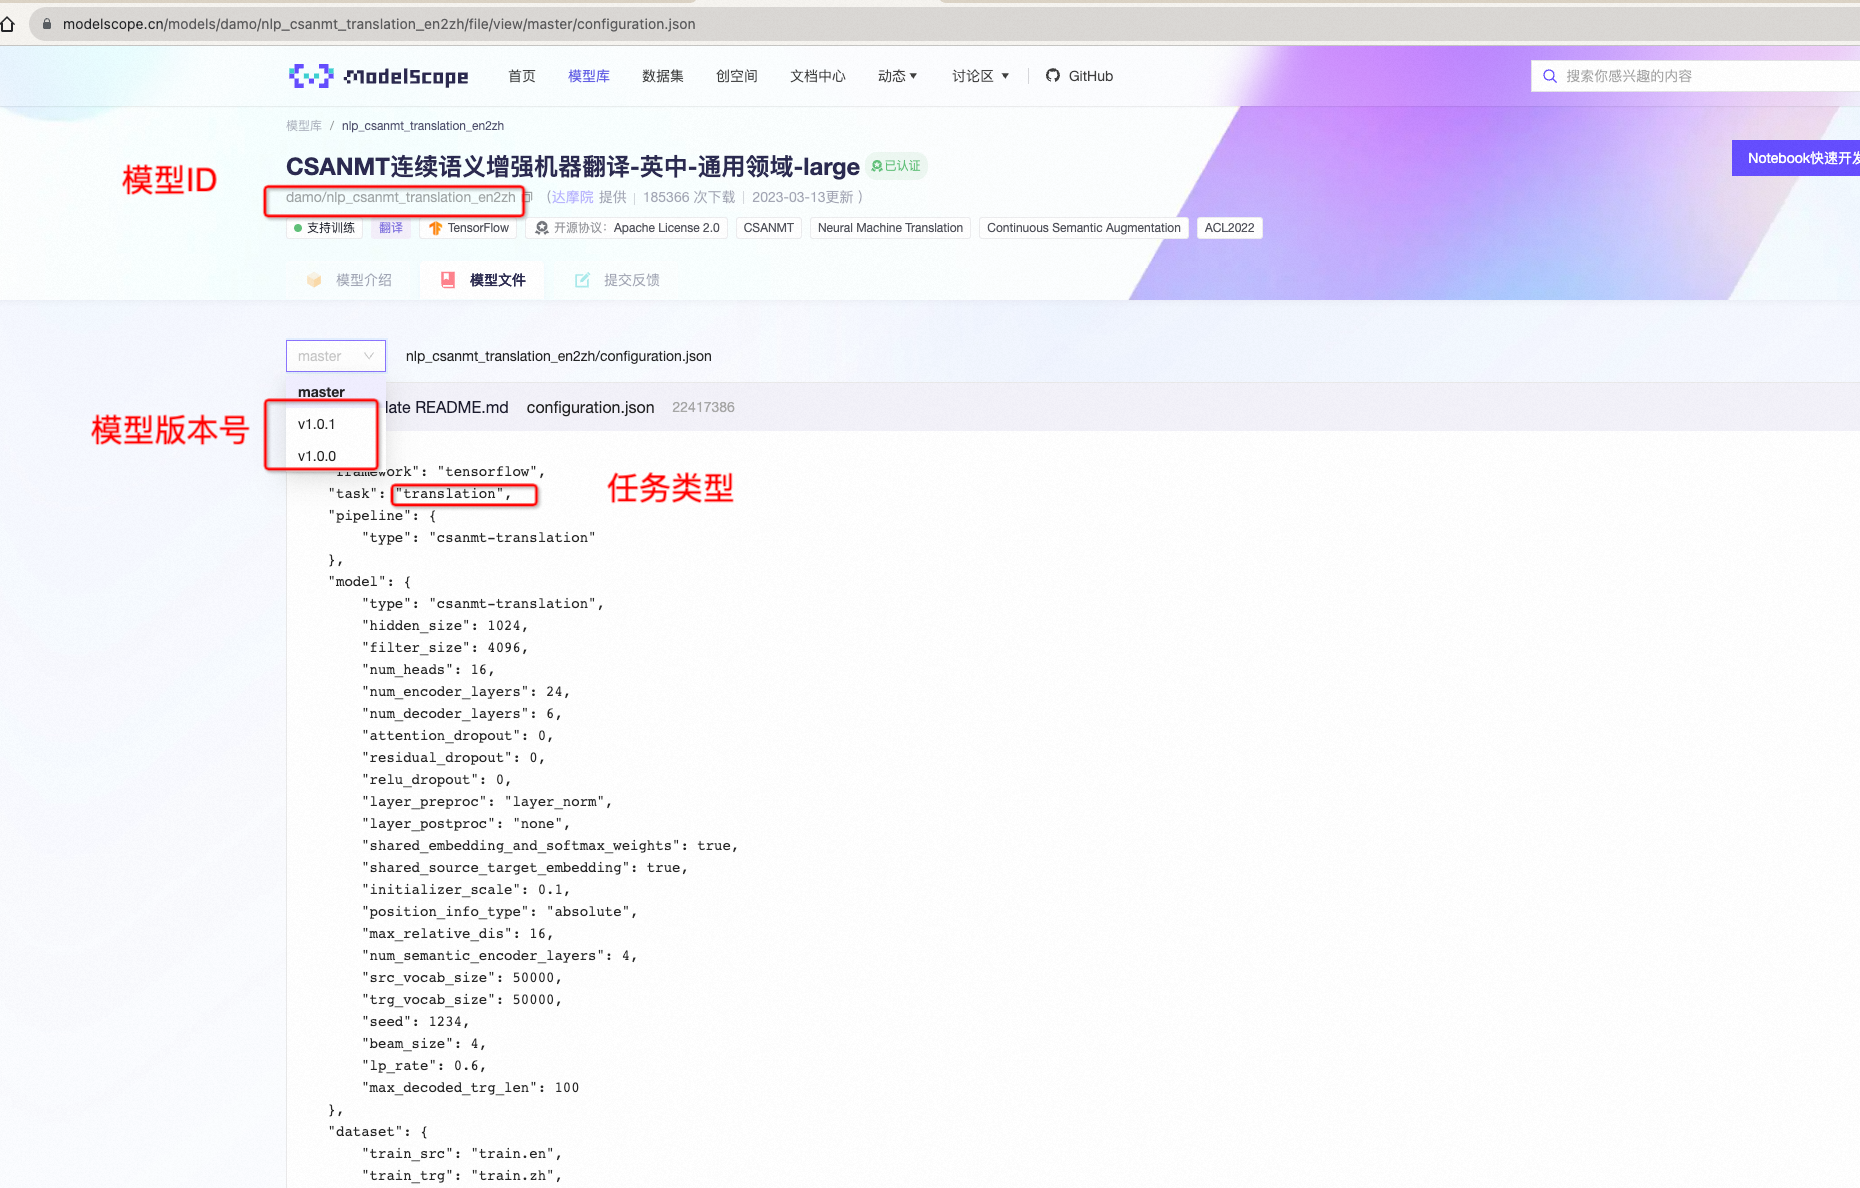 modelscope.cn/models/damo/nlp_csanmt_translation_en2zh/file/view/master/configuration.json
ModelScope 首页 模型库 数据集 创空间 文档中心 动态 讨论区 GitHub 搜索你感兴趣的内容
模型库 / nlp_csanmt_translation_en2zh
模型ID
CSANMT连续语义增强机器翻译-英中-通用领域-large 已认证
Notebook快速开发
damo/nlp_csanmt_translation_en2zh (达摩院 提供 | 185366 次下载 | 2023-03-13更新 )
支持训练 翻译 TensorFlow 开源协议: Apache License 2.0 CSANMT Neural Machine Translation Continuous Semantic Augmentation ACL2022
模型介绍 模型文件 提交反馈
master nlp_csanmt_translation_en2zh/configuration.json
master
模型版本号
v1.0.1
v1.0.0
late README.md configuration.json 22417386
"framework": "tensorflow",
"task": "translation",
任务类型
"pipeline": {
"type": "csanmt-translation"
},
"model": {
"type": "csanmt-translation",
"hidden_size": 1024,
"filter_size": 4096,
"num_heads": 16,
"num_encoder_layers": 24,
"num_decoder_layers": 6,
"attention_dropout": 0,
"residual_dropout": 0,
"relu_dropout": 0,
"layer_preproc": "layer_norm",
"layer_postproc": "none",
"shared_embedding_and_softmax_weights": true,
"shared_source_target_embedding": true,
"initializer_scale": 0.1,
"position_info_type": "absolute",
"max_relative_dis": 16,
"num_semantic_encoder_layers": 4,
"src_vocab_size": 50000,
"trg_vocab_size": 50000,
"seed": 1234,
"beam_size": 4,
"lp_rate": 0.6,
"max_decoded_trg_len": 100
},
"dataset": {
"train_src": "train.en",
"train_trg": "train.zh",